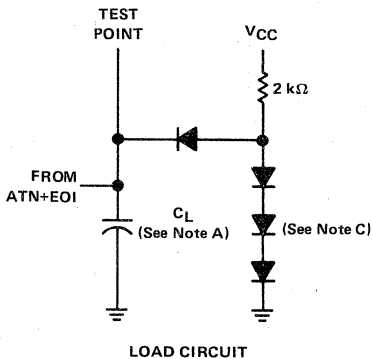 TEST
POINT
VCC
2 kΩ
FROM
ATN+EOI
CL
(See Note A)
(See Note C)
LOAD CIRCUIT